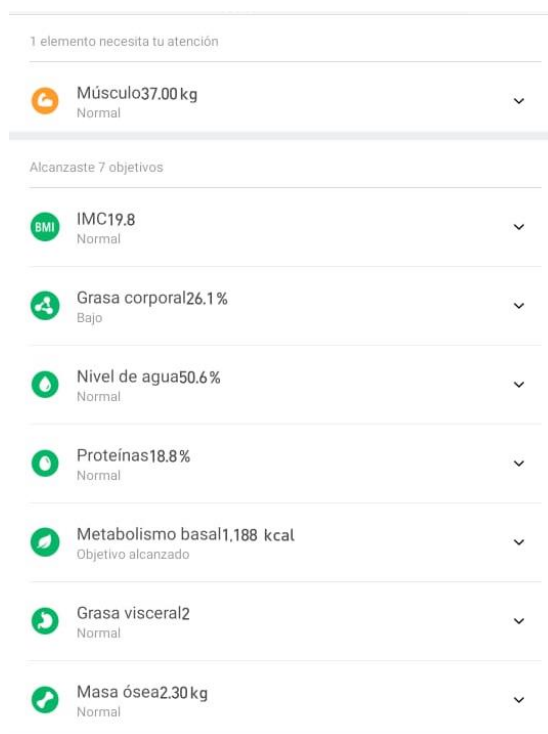 1 elemento necesita tu atención
Músculo37.00 kg
Normal
Alcanzaste 7 objetivos
BMI
IMC19.8
Normal
Grasa corporal26.1%
Bajo
Nivel de agua50.6%
Normal
Proteínas18.8%
Normal
Metabolismo basal1,188 kcal
Objetivo alcanzado
Grasa visceral2
Normal
Masa ósea2.30 kg
Normal